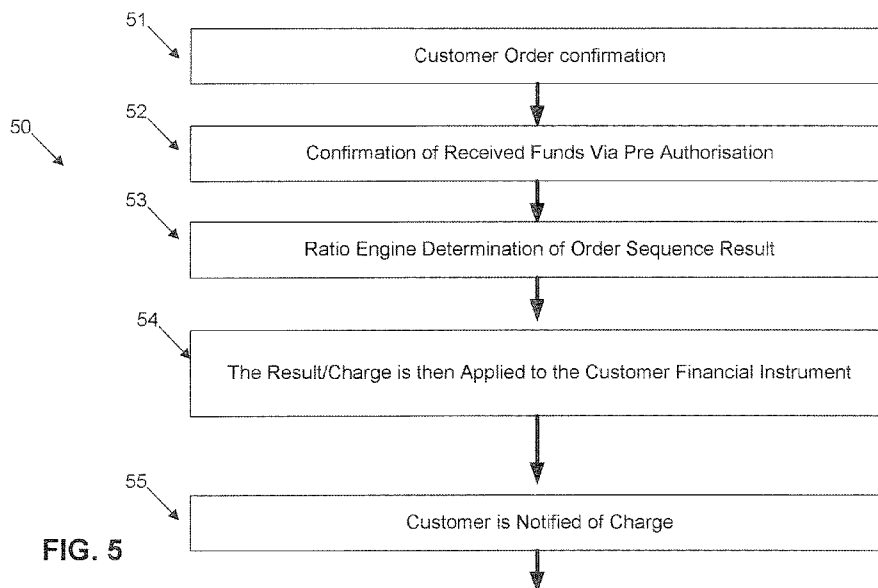 51
Customer Order confirmation
50
52
Confirmation of Received Funds Via Pre Authorisation
53
Ratio Engine Determination of Order Sequence Result
54
The Result/Charge is then Applied to the Customer Financial Instrument
55
Customer is Notified of Charge
FIG. 5